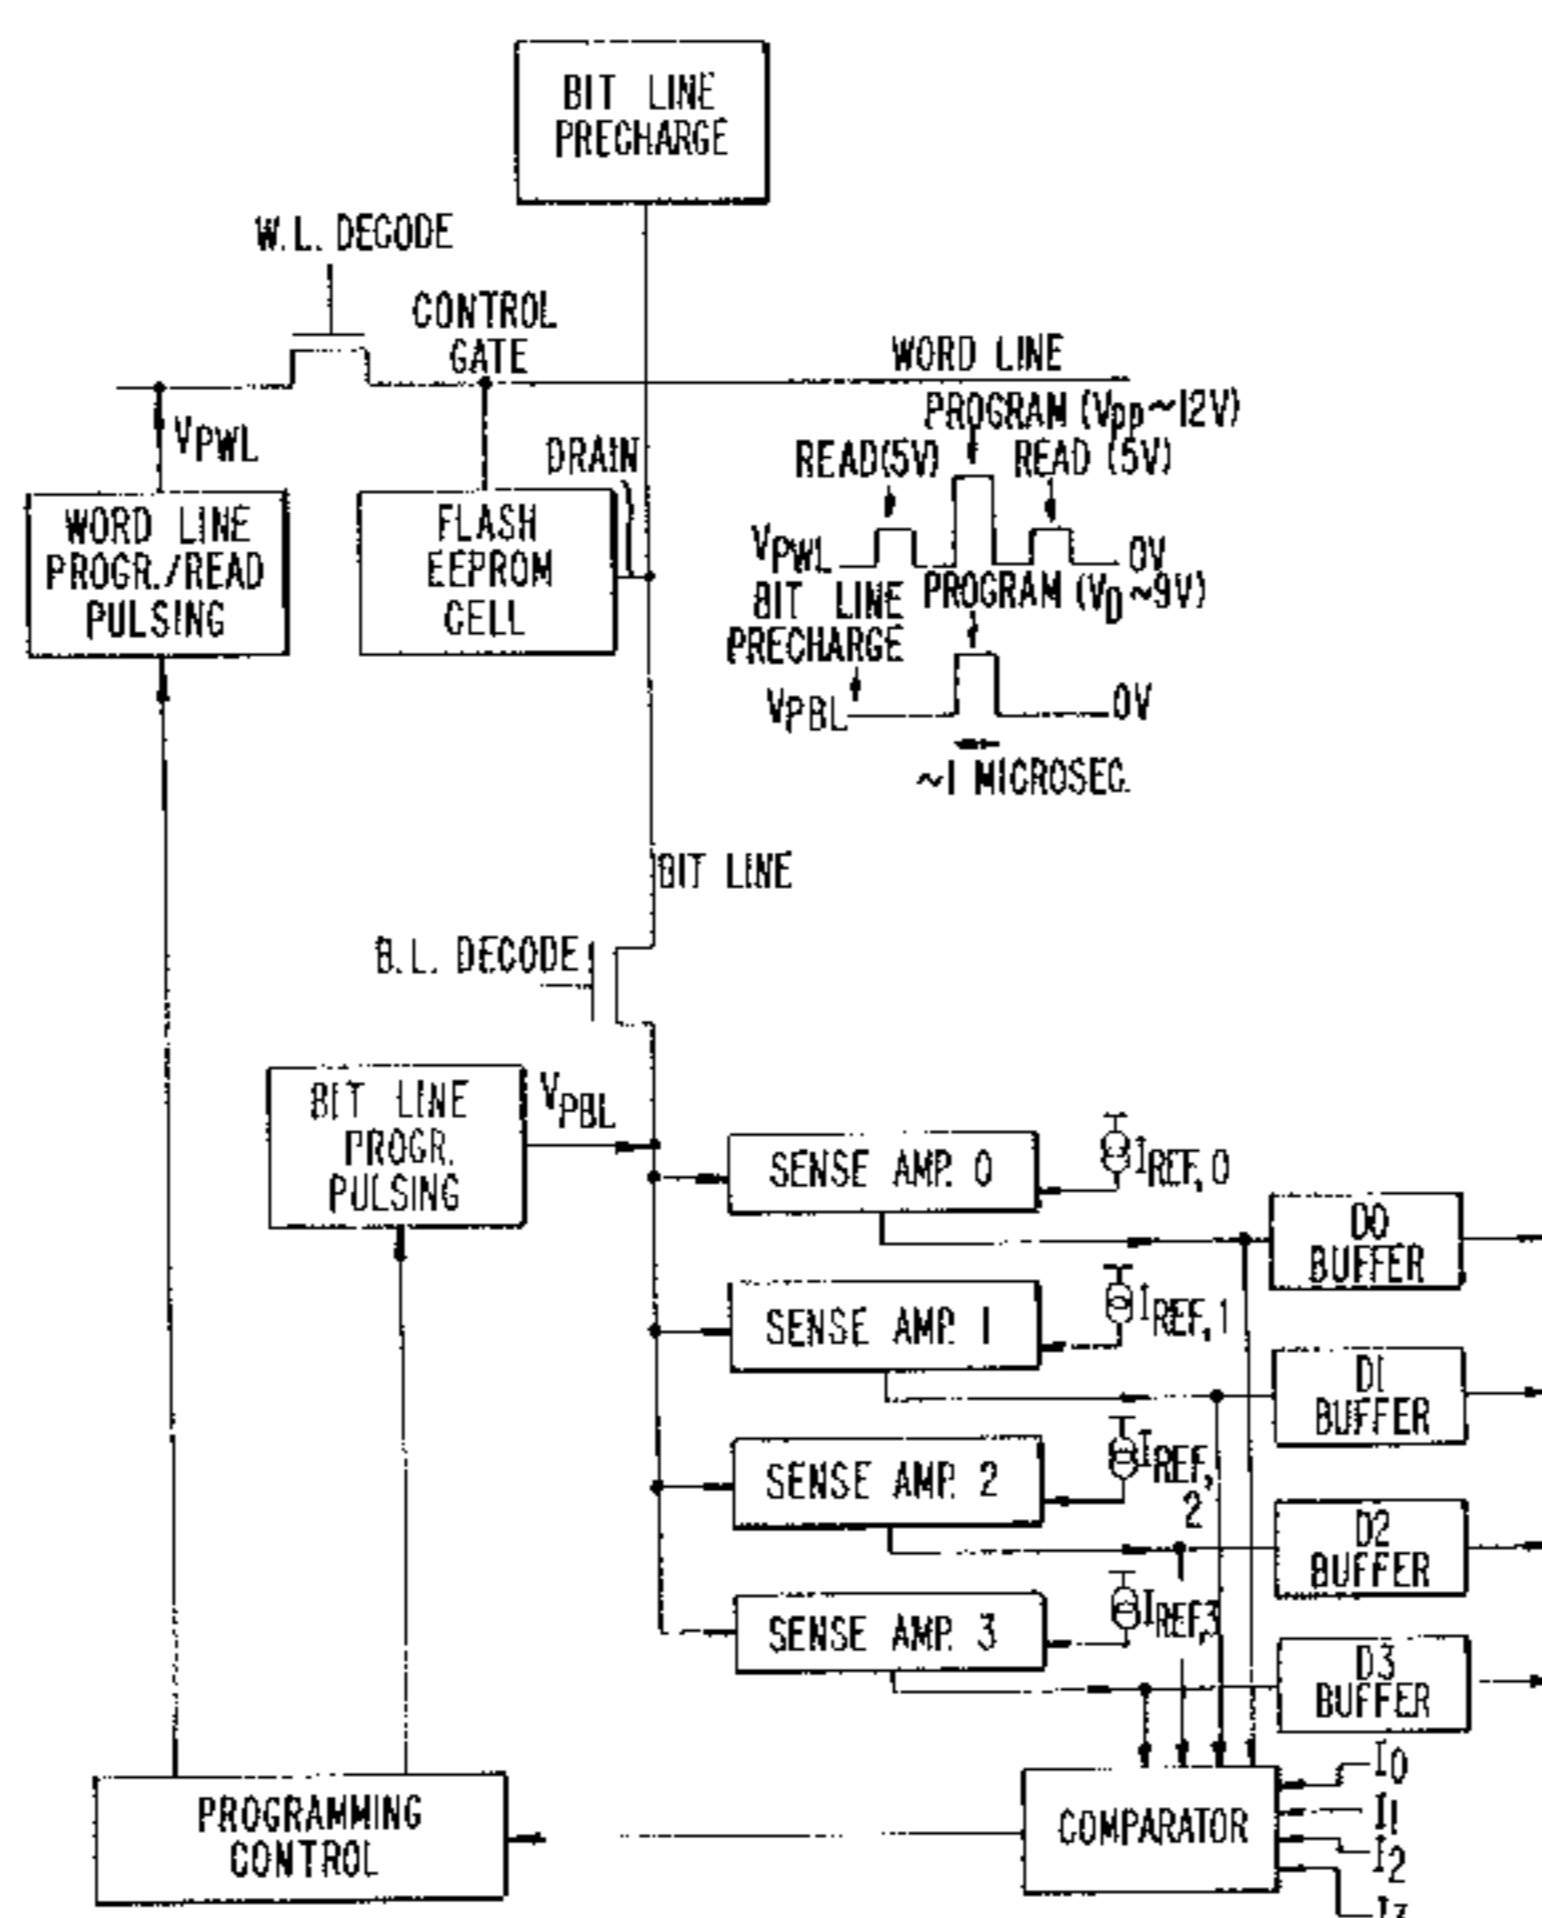 BIT LINE
PRECHARGE
W.L. DECODE
CONTROL
GATE
WORD LINE
PROGRAM (VPP~12V)
READ(5V)
READ (5V)
VPWL
DRAIN
WORD LINE
PROGR./READ
PULSING
FLASH
EEPROM
CELL
VPWL
0V
BIT LINE
PRECHARGE
PROGRAM (VD~9V)
VPBL
0V
~1 MICROSEC.
BIT LINE
B.L. DECODE
BIT LINE
PROGR.
PULSING
VPBL
SENSE AMP. 0
IREF, 0
D0
BUFFER
SENSE AMP. 1
IREF, 1
D1
BUFFER
SENSE AMP. 2
IREF,
2
D2
BUFFER
SENSE AMP. 3
IREF,3
D3
BUFFER
PROGRAMMING
CONTROL
COMPARATOR
I0
I1
I2
I3